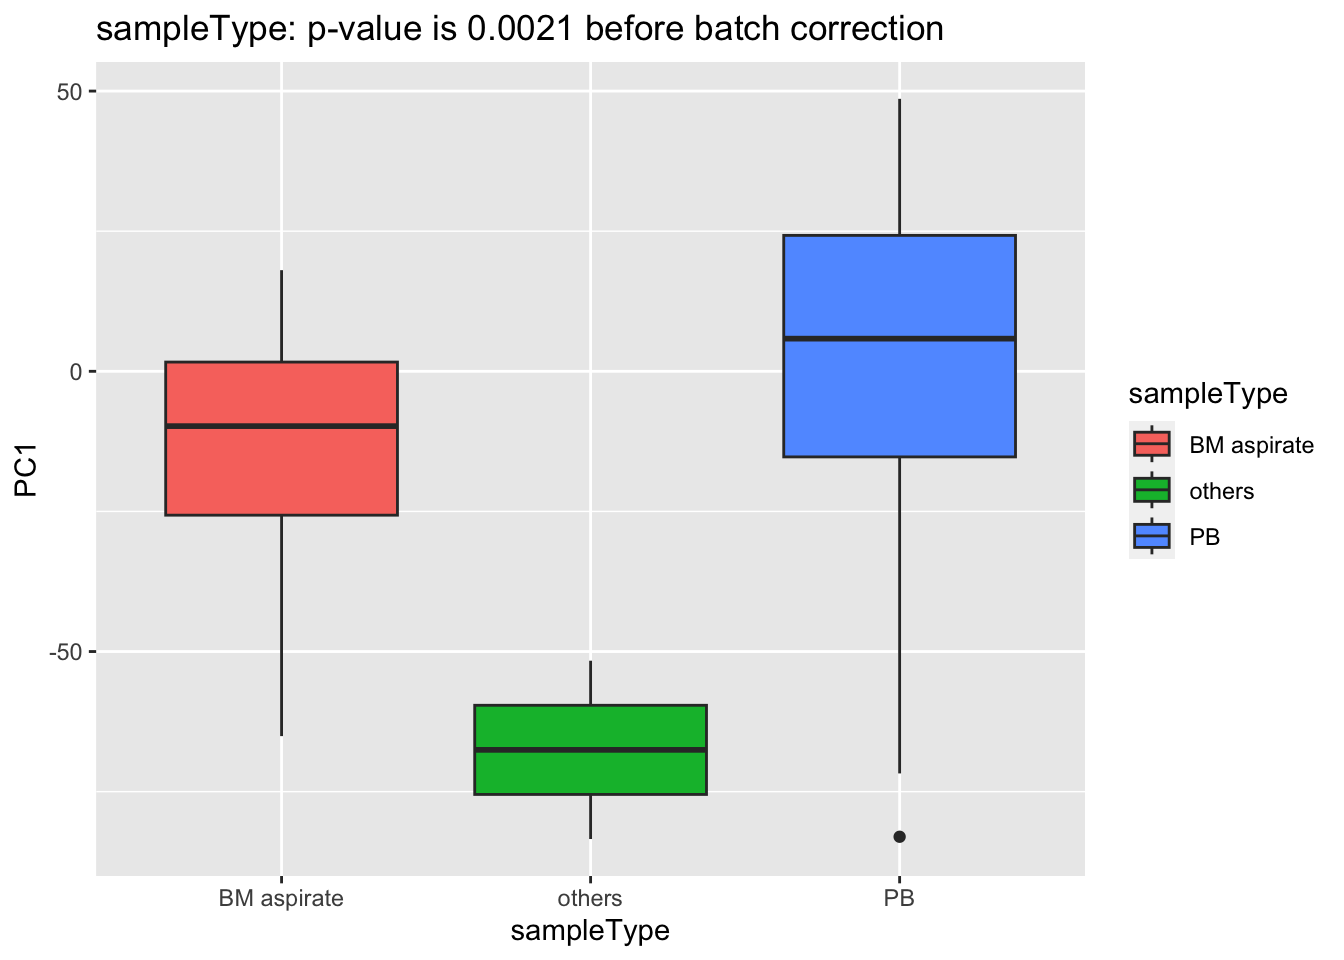 sampleType: p-value is 0.0021 before batch correction
50
0
-50
PC1
BM aspirate
others
PB
sampleType
sampleType
BM aspirate
others
PB